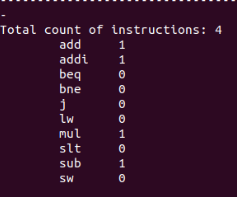 -----------------------------------
-
Total count of instructions: 4
add 1
addi 1
beq 0
bne 0
j 0
lw 0
mul 1
slt 0
sub 1
sw 0